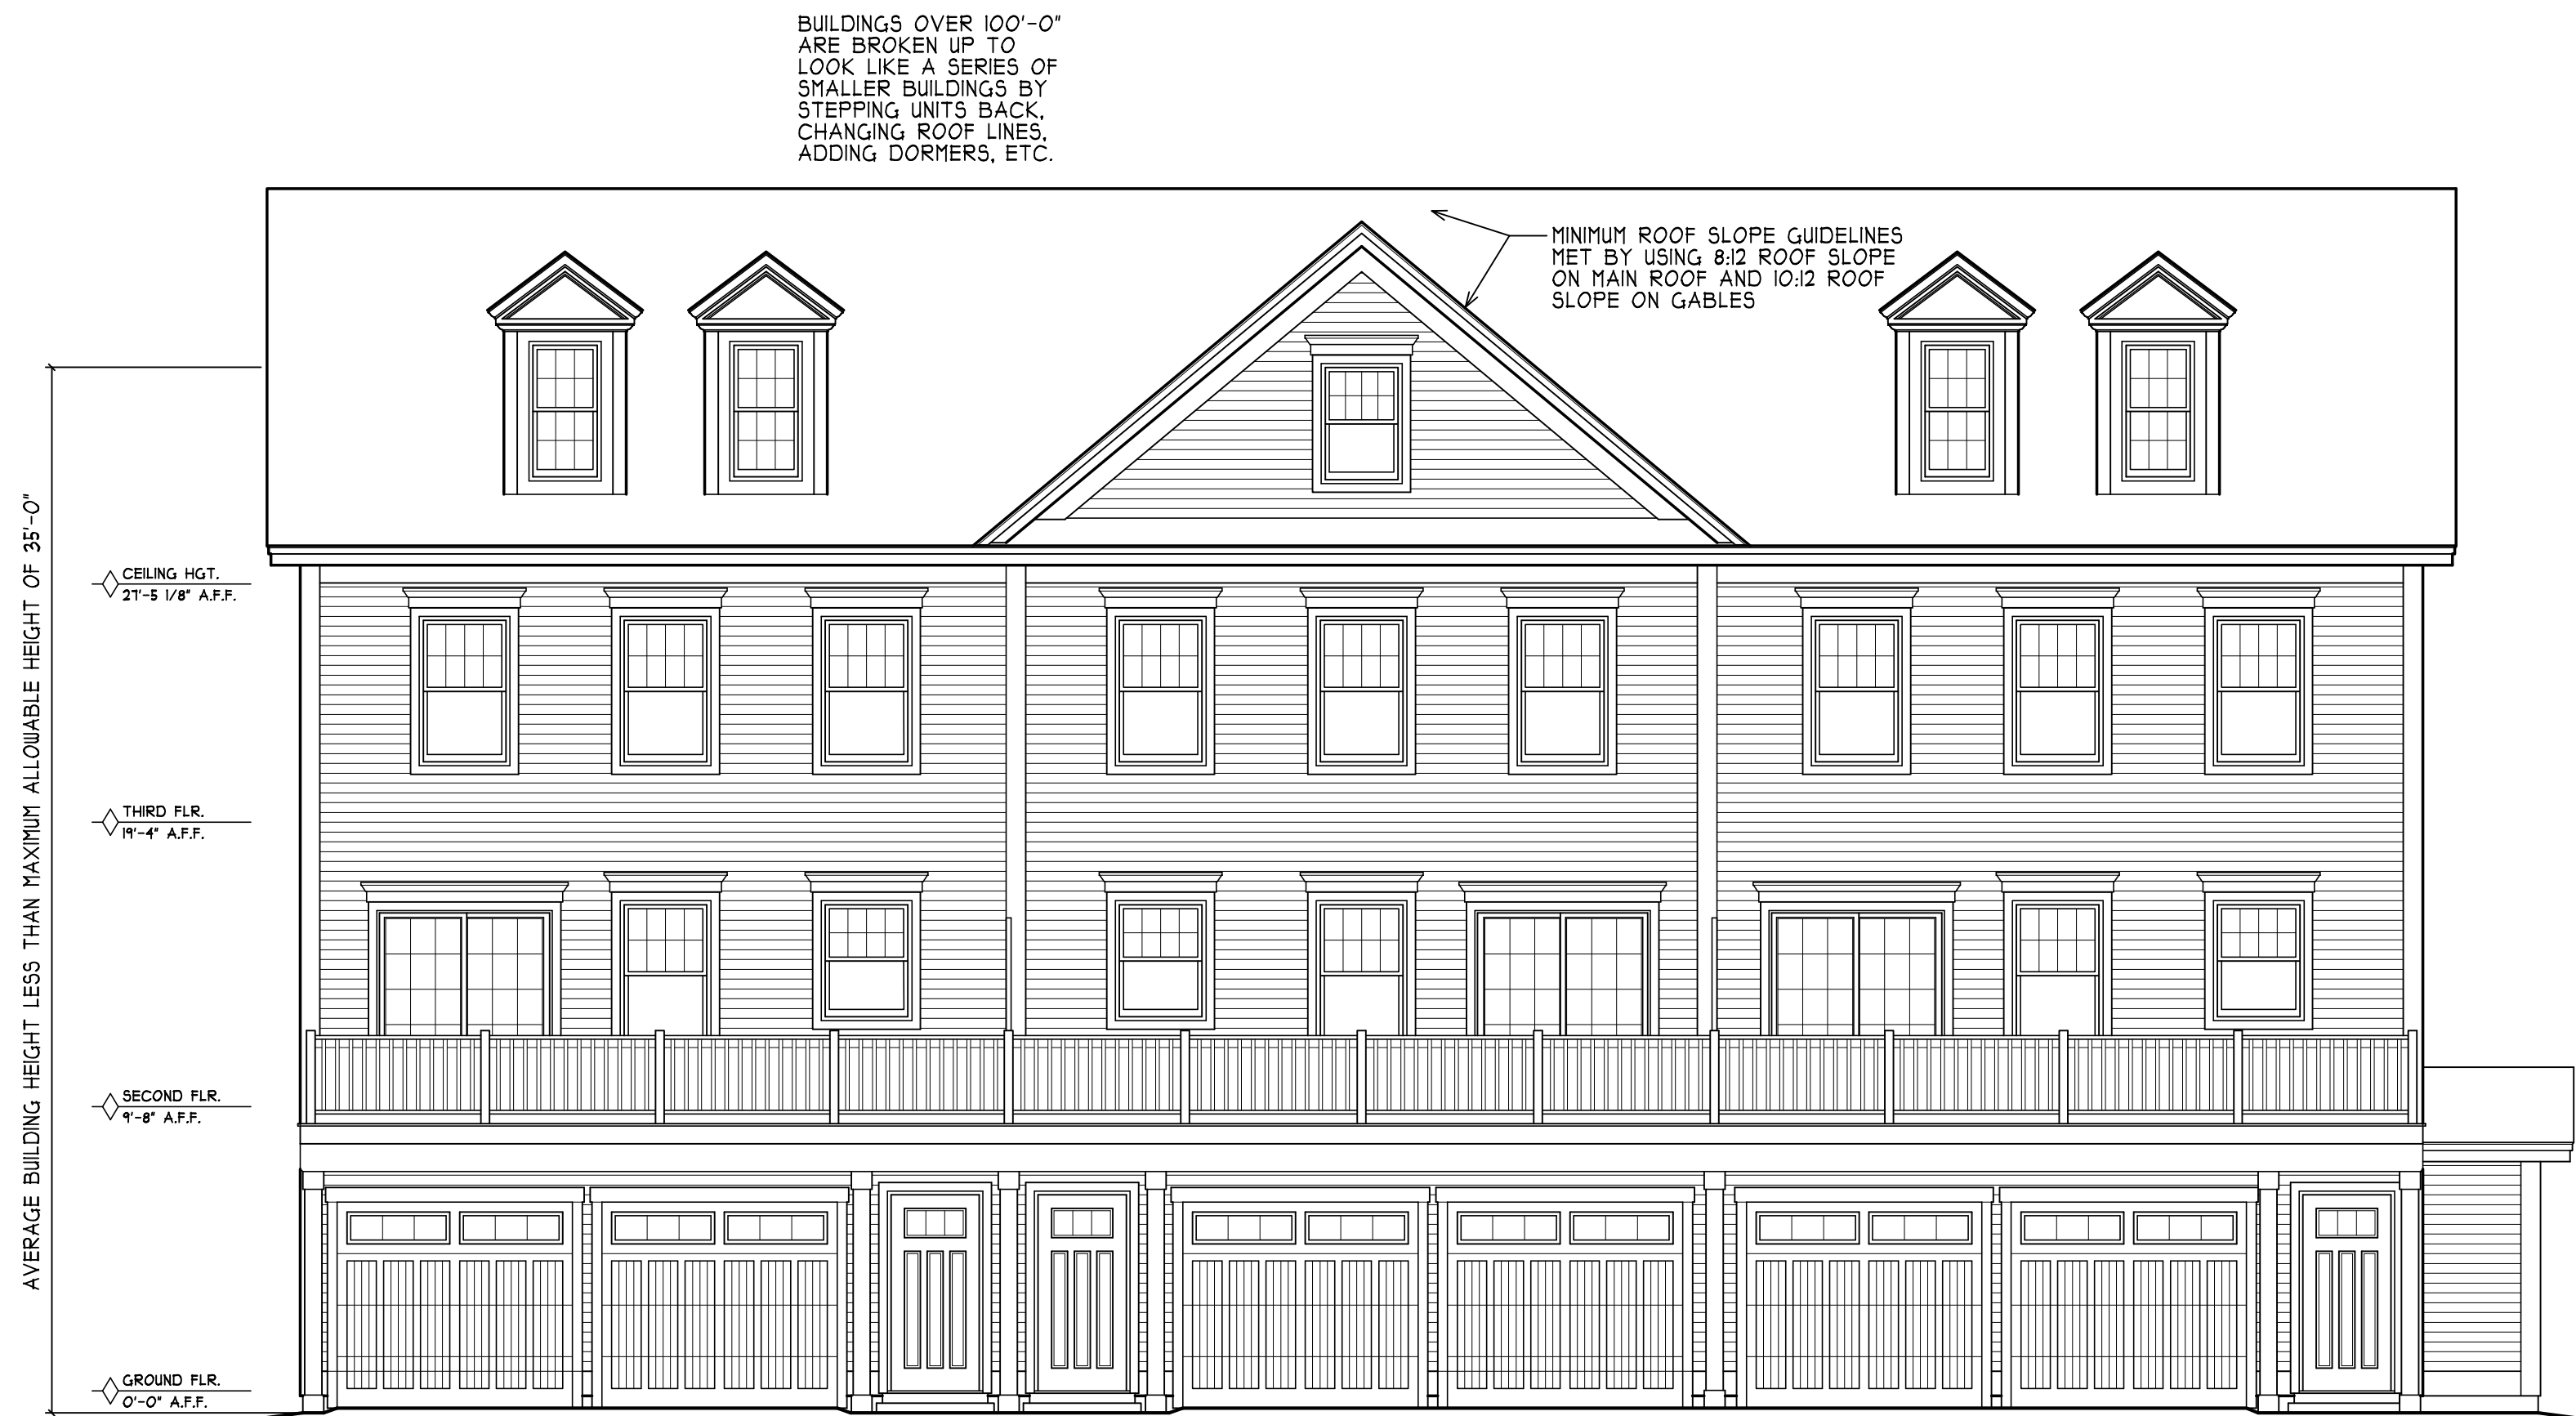 BUILDINGS OVER 100'-0"
ARE BROKEN UP TO
LOOK LIKE A SERIES OF
SMALLER BUILDINGS BY
STEPPING UNITS BACK,
CHANGING ROOF LINES,
ADDING DORMERS, ETC.
MINIMUM ROOF SLOPE GUIDELINES
MET BY USING 8:12 ROOF SLOPE
ON MAIN ROOF AND 10:12 ROOF
SLOPE ON GABLES
AVERAGE BUILDING HEIGHT LESS THAN MAXIMUM ALLOWABLE HEIGHT OF 35'-0"
CEILING HGT.
27'-5 1/8" A.F.F.
THIRD FLR.
19'-4" A.F.F.
SECOND FLR.
9'-8" A.F.F.
GROUND FLR.
0'-0" A.F.F.